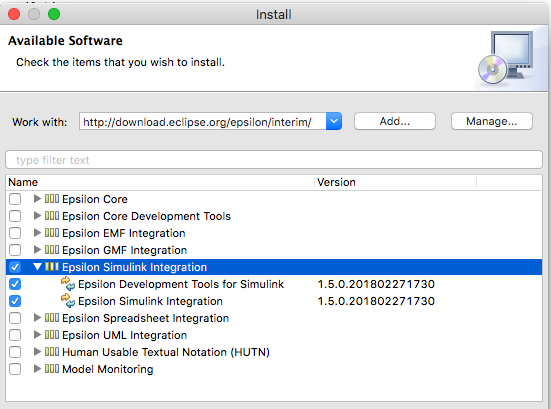 Install
Available Software
Check the items that you wish to install.
Work with: http://download.eclipse.org/epsilon/interim/ Add... Manage...
type filter text
Name Version
Epsilon Core
Epsilon Core Development Tools
Epsilon EMF Integration
Epsilon GMF Integration
Epsilon Simulink Integration
Epsilon Development Tools for Simulink 1.5.0.201802271730
Epsilon Simulink Integration 1.5.0.201802271730
Epsilon Spreadsheet Integration
Epsilon UML Integration
Human Usable Textual Notation (HUTN)
Model Monitoring